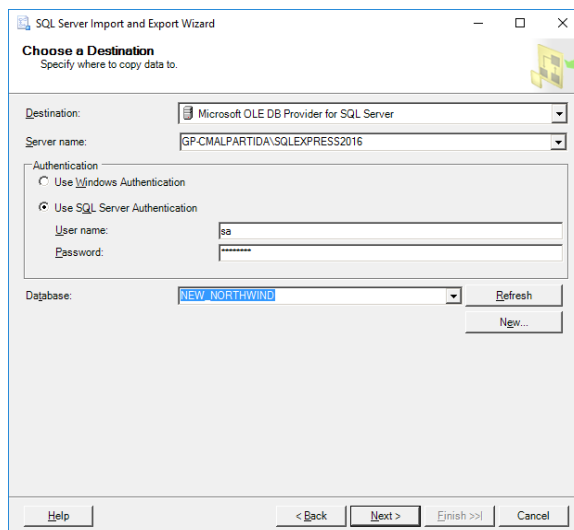 SQL Server Import and Export Wizard
Choose a Destination
Specify where to copy data to.
Destination: Microsoft OLE DB Provider for SQL Server
Server name: GP-CMALPARTIDA\SQLEXPRESS2016
Authentication
Use Windows Authentication
Use SQL Server Authentication
User name: sa
Password: ********
Database: NEW_NORTHWIND Refresh
New...
Help < Back Next > Finish >>| Cancel